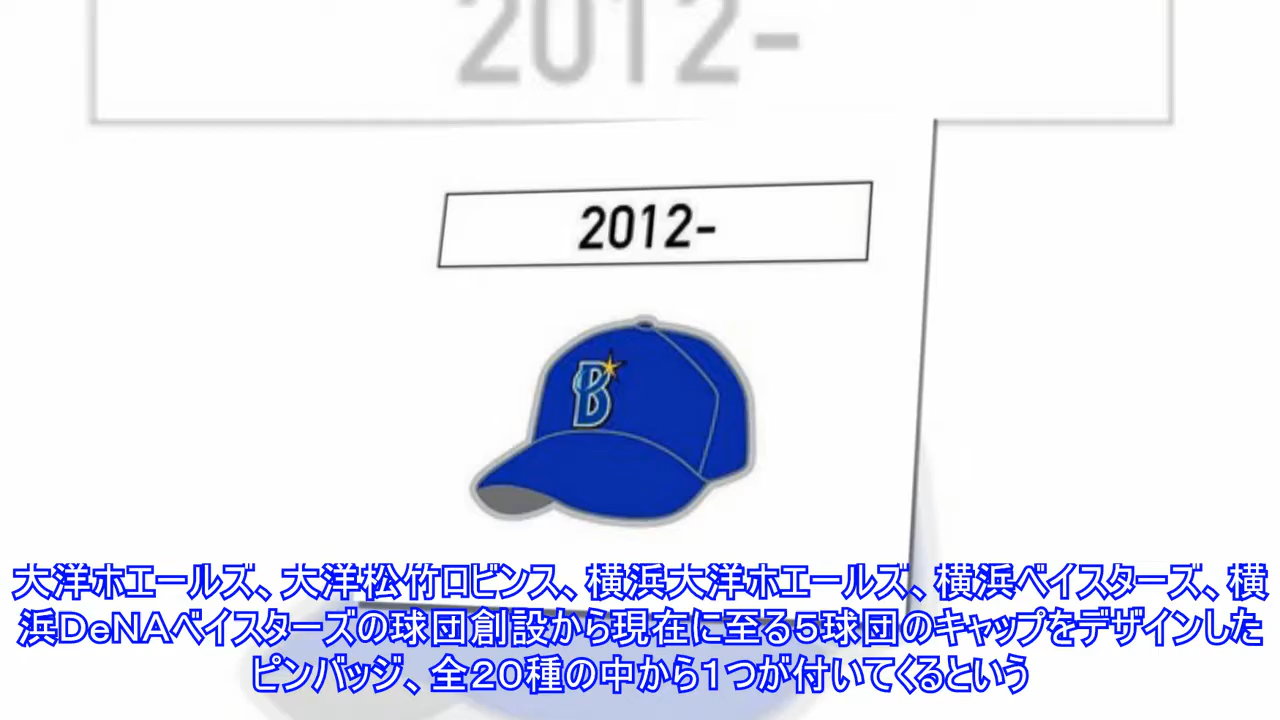 2012-
2012-
B
大洋ホエールズ、大洋松竹ロビンス、横浜大洋ホエールズ、横浜ベイスターズ、横
浜DeNAベイスターズの球団創設から現在に至る5球団のキャップをデザインした
ピンバッジ、全20種の中から1つが付いてくるという